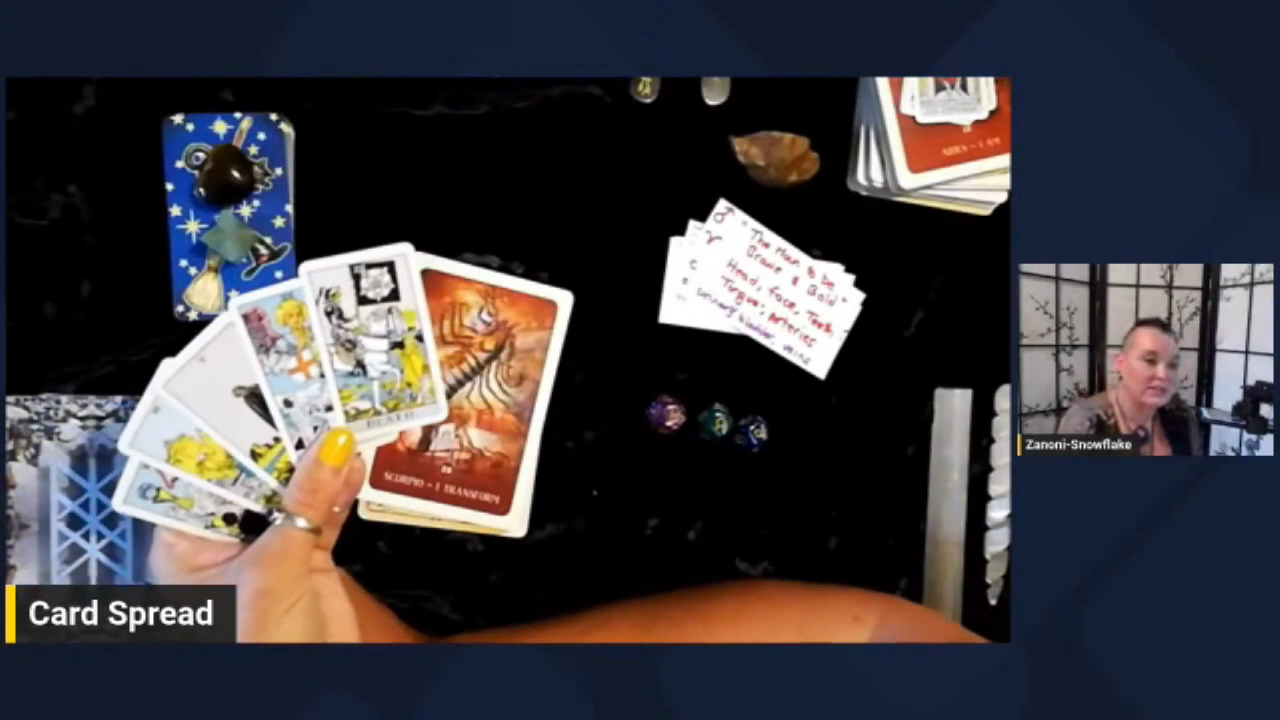 ARIES - I AM
♂ "The Man to be
♈ Brave & Bold"
Head, face, Teeth
Tongue, Arteries
urinary bladder, veins
DEATH
SCORPIO - I TRANSFORM
Zanoni-Snowflake
Card Spread